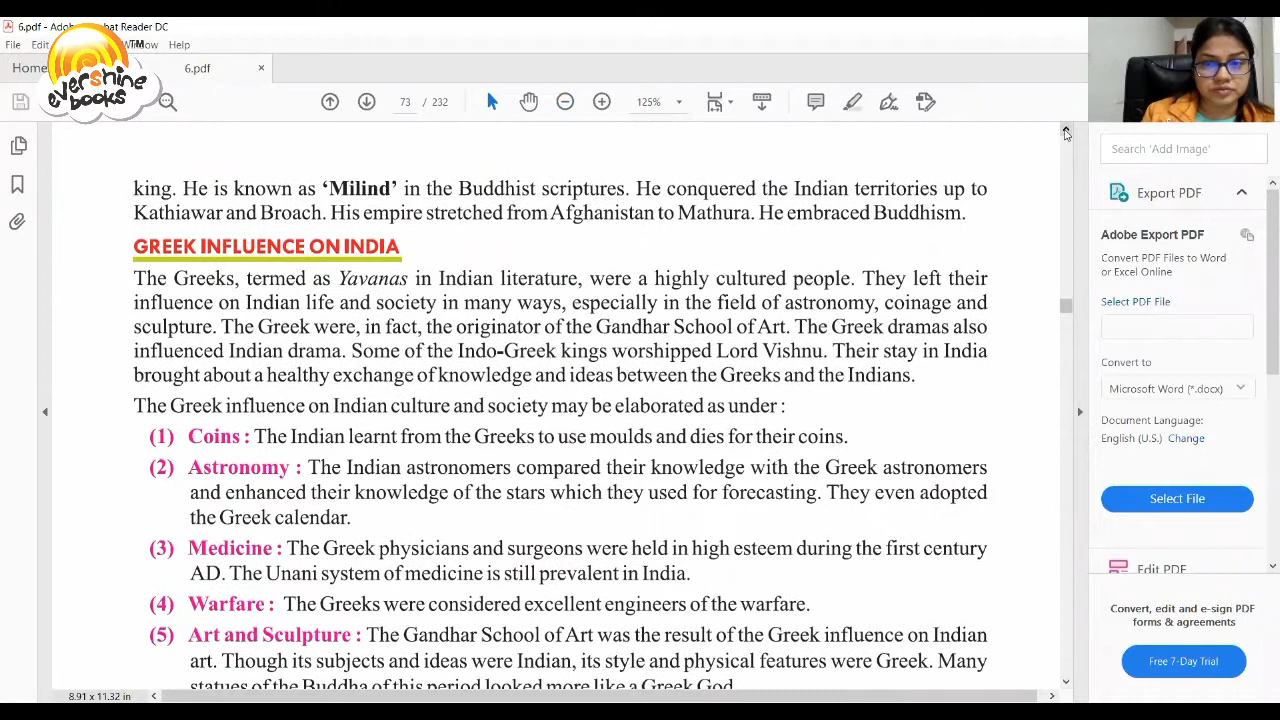 6.pdf - Adobe Acrobat Reader DC
File Edit Window Help
TM
evershine
books
Home
6.pdf ×
73 / 232
125%
king. He is known as ‘Milind’ in the Buddhist scriptures. He conquered the Indian territories up to
Kathiawar and Broach. His empire stretched from Afghanistan to Mathura. He embraced Buddhism.
GREEK INFLUENCE ON INDIA
The Greeks, termed as Yavanas in Indian literature, were a highly cultured people. They left their
influence on Indian life and society in many ways, especially in the field of astronomy, coinage and
sculpture. The Greek were, in fact, the originator of the Gandhar School of Art. The Greek dramas also
influenced Indian drama. Some of the Indo-Greek kings worshipped Lord Vishnu. Their stay in India
brought about a healthy exchange of knowledge and ideas between the Greeks and the Indians.
The Greek influence on Indian culture and society may be elaborated as under :
(1) Coins : The Indian learnt from the Greeks to use moulds and dies for their coins.
(2) Astronomy : The Indian astronomers compared their knowledge with the Greek astronomers
and enhanced their knowledge of the stars which they used for forecasting. They even adopted
the Greek calendar.
(3) Medicine : The Greek physicians and surgeons were held in high esteem during the first century
AD. The Unani system of medicine is still prevalent in India.
(4) Warfare : The Greeks were considered excellent engineers of the warfare.
(5) Art and Sculpture : The Gandhar School of Art was the result of the Greek influence on Indian
art. Though its subjects and ideas were Indian, its style and physical features were Greek. Many
statues of the Buddha of this period looked more like a Greek God.
8.91 x 11.32 in
Search 'Add Image'
Export PDF
Adobe Export PDF
Convert PDF Files to Word
or Excel Online
Select PDF File
Convert to
Microsoft Word (*.docx)
Document Language:
English (U.S.) Change
Select File
Edit PDF
Convert, edit and e-sign PDF
forms & agreements
Free 7-Day Trial